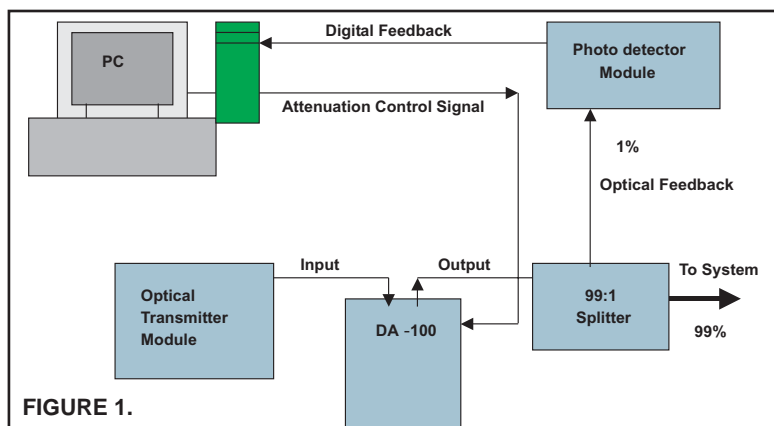 Digital Feedback
PC
Photo detector
Module
Attenuation Control Signal
1%
Optical Feedback
Input
Output
To System
Optical
Transmitter
Module
99:1
Splitter
DA -100
99%
FIGURE 1.